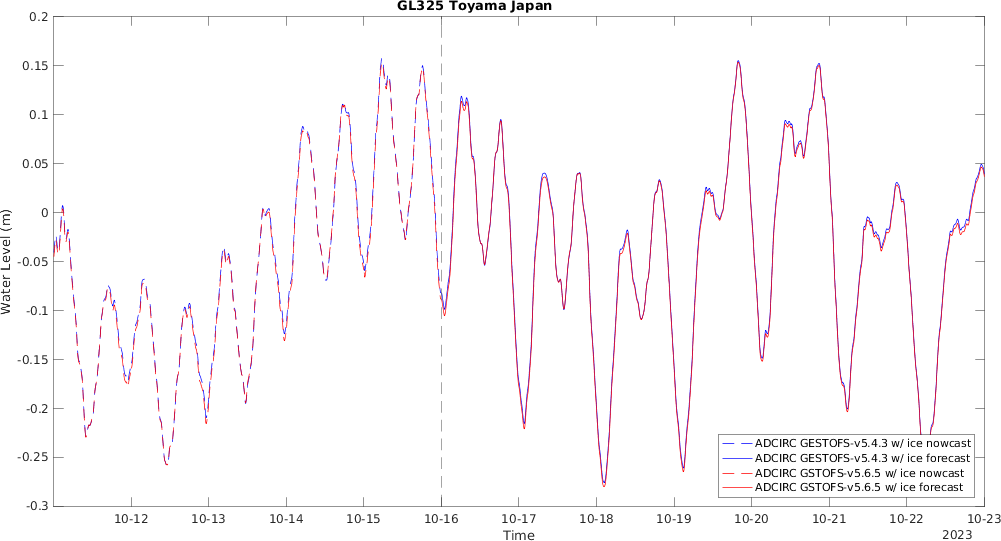 GL325 Toyama Japan
0.2
0.15
0.1
0.05
0
-0.05
-0.1
-0.15
-0.2
-0.25
-0.3
Water Level (m)
ADCIRC GESTOFS-v5.4.3 w/ ice nowcast
ADCIRC GESTOFS-v5.4.3 w/ ice forecast
ADCIRC GSTOFS-v5.6.5 w/ ice nowcast
ADCIRC GSTOFS-v5.6.5 w/ ice forecast
10-12 10-13 10-14 10-15 10-16 10-17 10-18 10-19 10-20 10-21 10-22 10-23
Time
2023